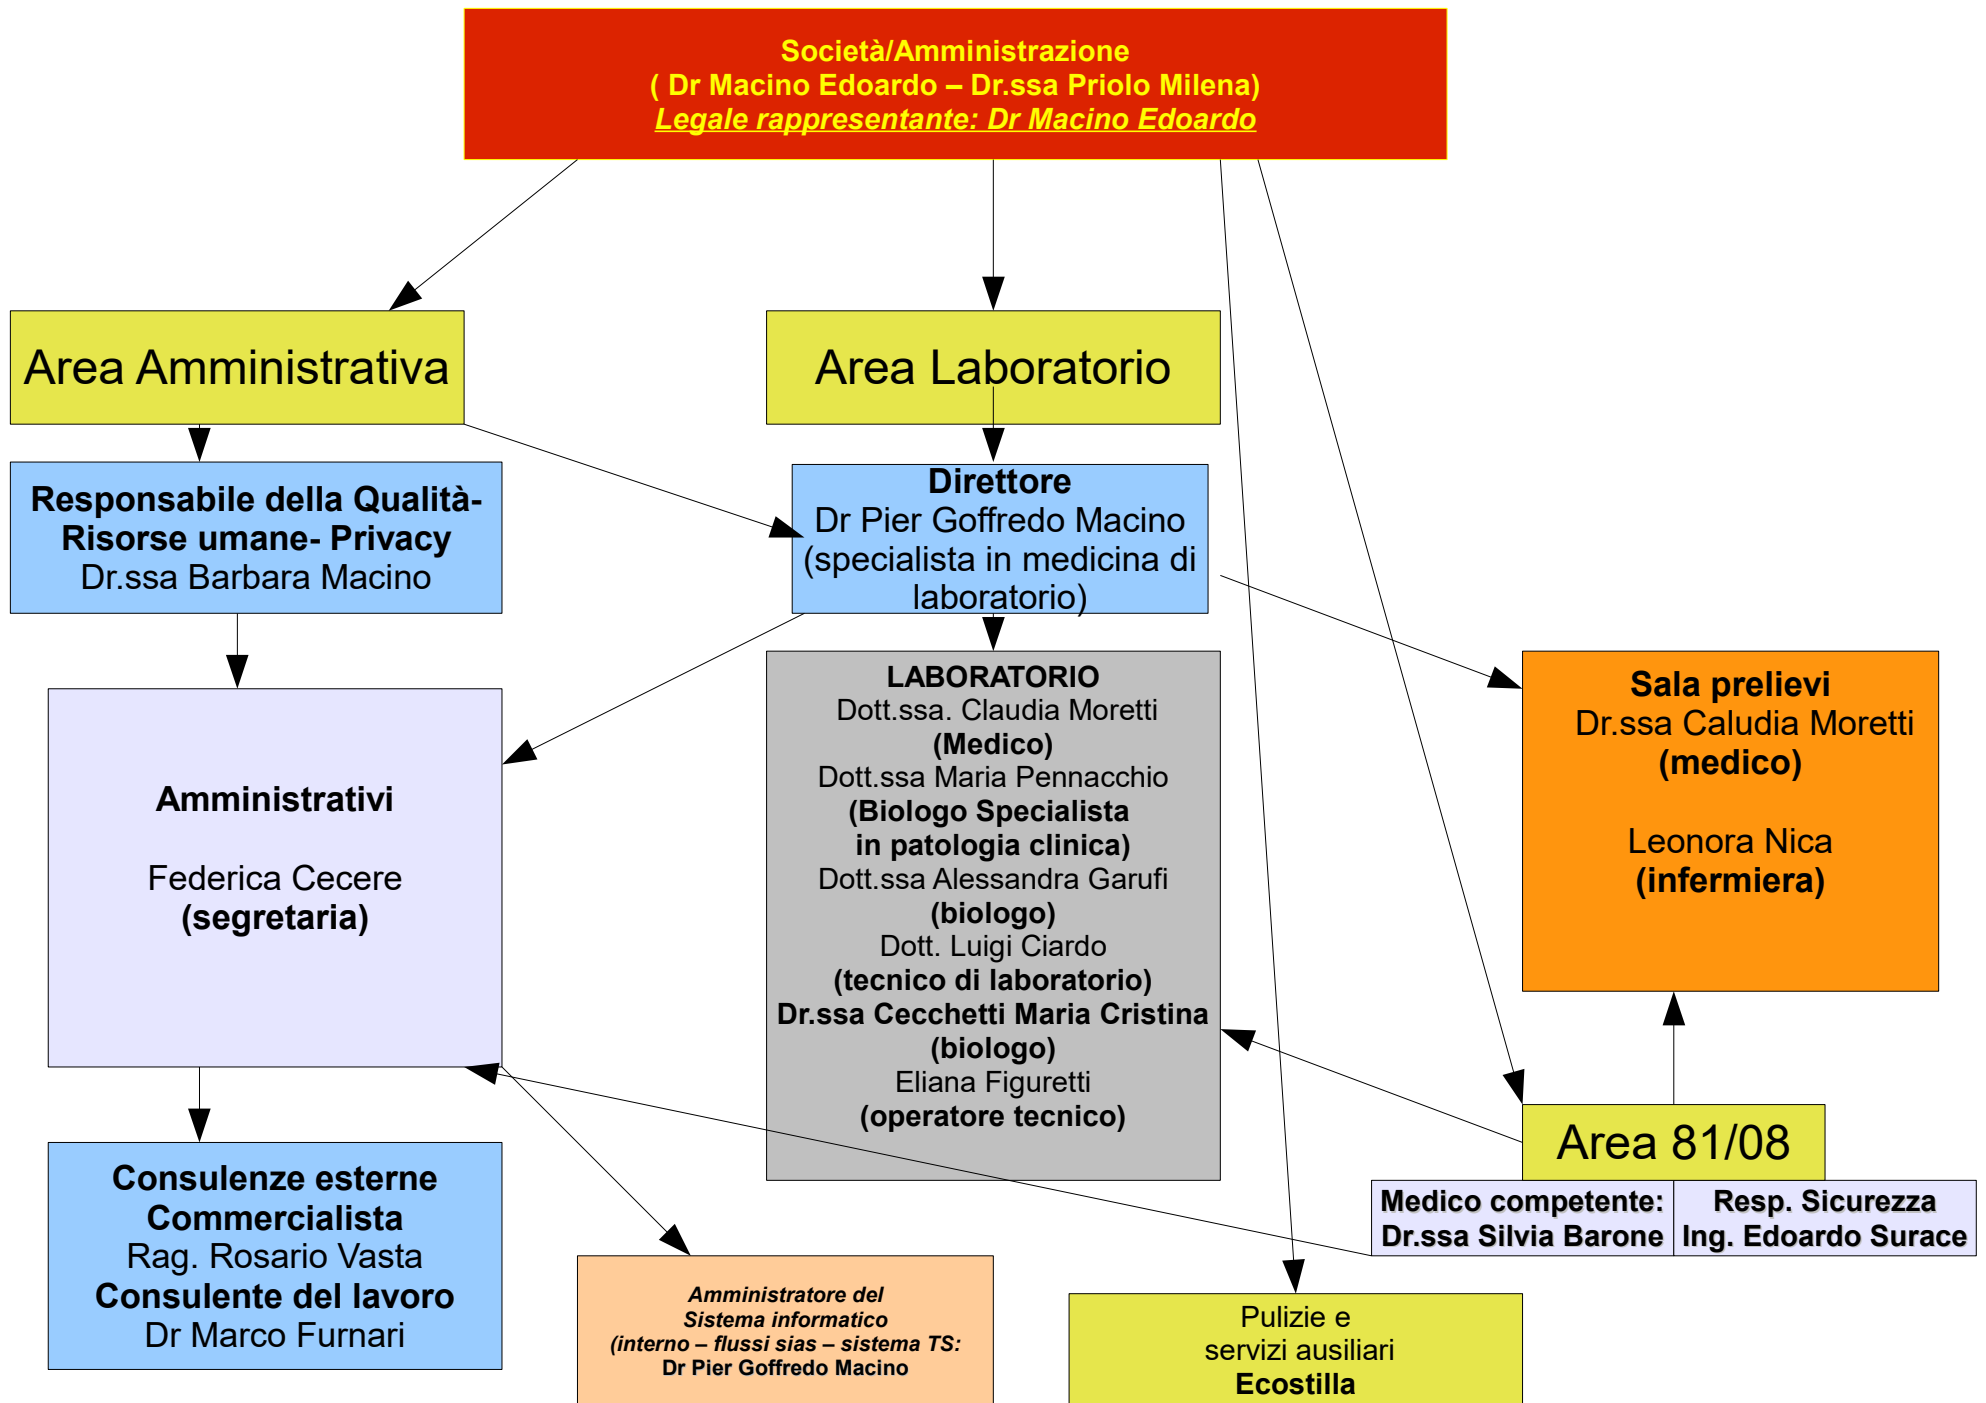 Società/Amministrazione
( Dr Macino Edoardo – Dr.ssa Priolo Milena)
Legale rappresentante: Dr Macino Edoardo
Area Amministrativa
Area Laboratorio
Responsabile della Qualità-
Risorse umane- Privacy
Dr.ssa Barbara Macino
Direttore
Dr Pier Goffredo Macino
(specialista in medicina di
laboratorio)
Amministrativi
Federica Cecere
(segretaria)
LABORATORIO
Dott.ssa. Claudia Moretti
(Medico)
Dott.ssa Maria Pennacchio
(Biologo Specialista
in patologia clinica)
Dott.ssa Alessandra Garufi
(biologo)
Dott. Luigi Ciardo
(tecnico di laboratorio)
Dr.ssa Cecchetti Maria Cristina
(biologo)
Eliana Figuretti
(operatore tecnico)
Sala prelievi
Dr.ssa Caludia Moretti
(medico)
Leonora Nica
(infermiera)
Area 81/08
Medico competente:
Dr.ssa Silvia Barone
Resp. Sicurezza
Ing. Edoardo Surace
Consulenze esterne
Commercialista
Rag. Rosario Vasta
Consulente del lavoro
Dr Marco Furnari
Amministratore del
Sistema informatico
(interno – flussi sias – sistema TS:
Dr Pier Goffredo Macino
Pulizie e
servizi ausiliari
Ecostilla